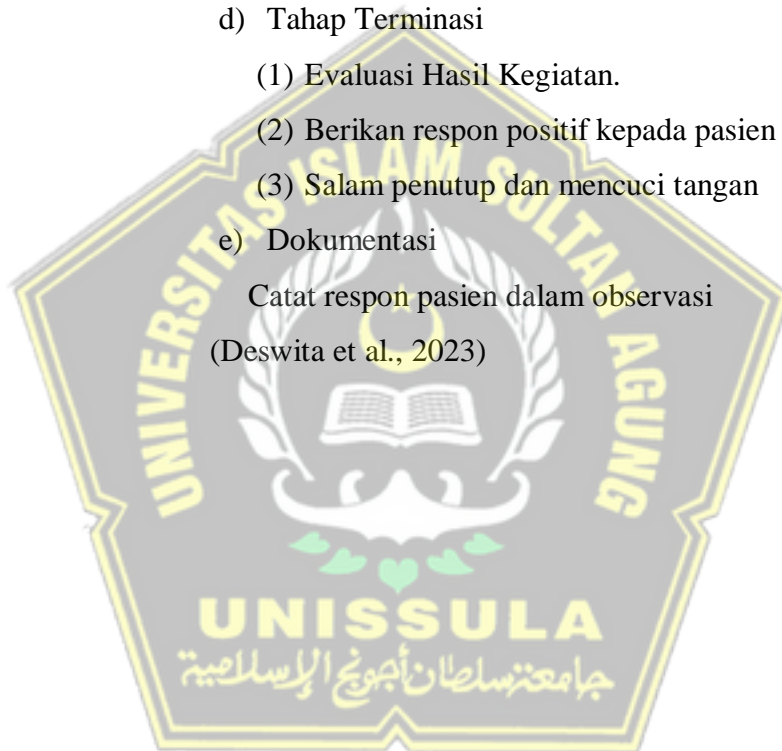 d) Tahap Terminasi
(1) Evaluasi Hasil Kegiatan.
(2) Berikan respon positif kepada pasien
(3) Salam penutup dan mencuci tangan
e) Dokumentasi
Catat respon pasien dalam observasi
(Deswita et al., 2023)
UNIVERSITAS ISLAM SULTAN AGUNG
UNISSULA
جامعة سلطان أجونج الإسلامية